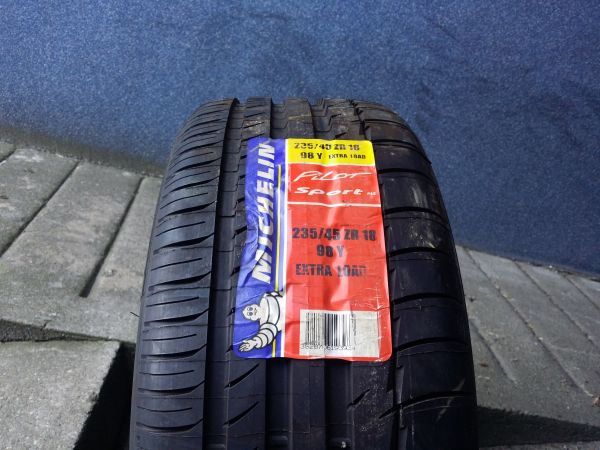 MICHELIN
235/45 ZR 18
98 Y EXTRA LOAD
PILOT
Sport
235/45 ZR 18
98 Y
EXTRA LOAD